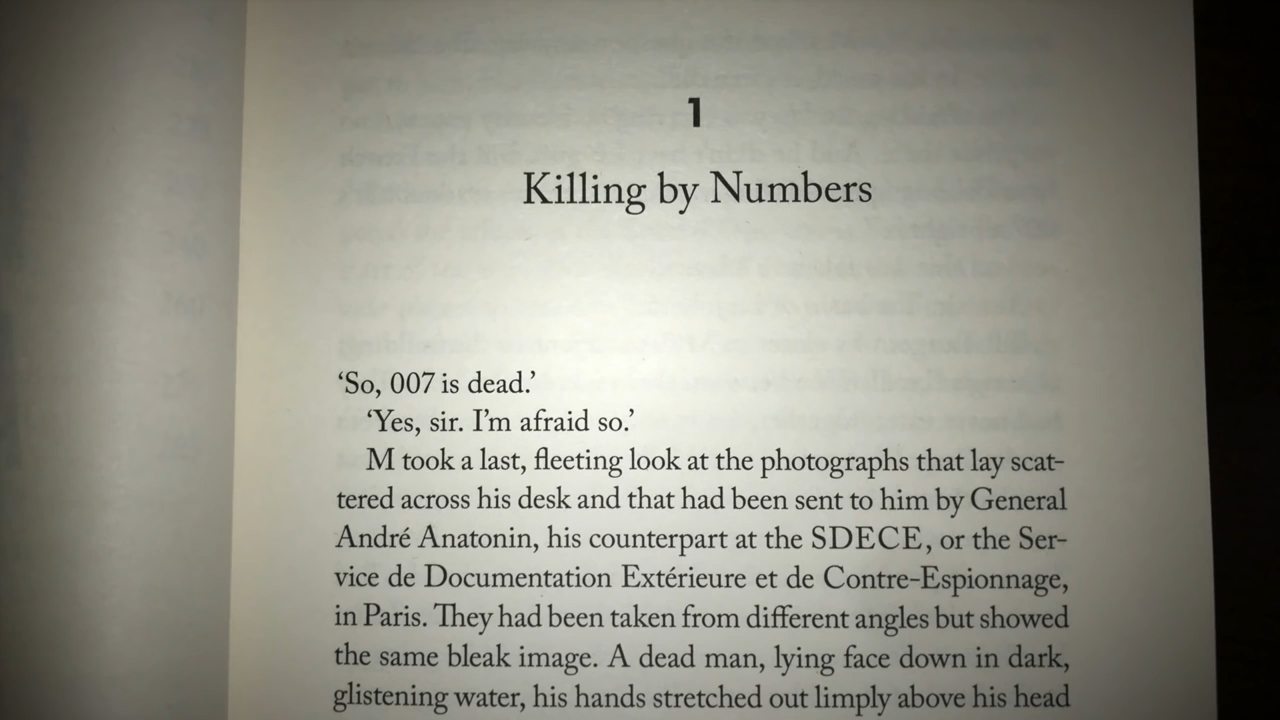 1
Killing by Numbers
‘So, 007 is dead.’
‘Yes, sir. I’m afraid so.’
M took a last, fleeting look at the photographs that lay scat-
tered across his desk and that had been sent to him by General
André Anatonin, his counterpart at the SDECE, or the Ser-
vice de Documentation Extérieure et de Contre-Espionnage,
in Paris. They had been taken from different angles but showed
the same bleak image. A dead man, lying face down in dark,
glistening water, his hands stretched out limply above his head